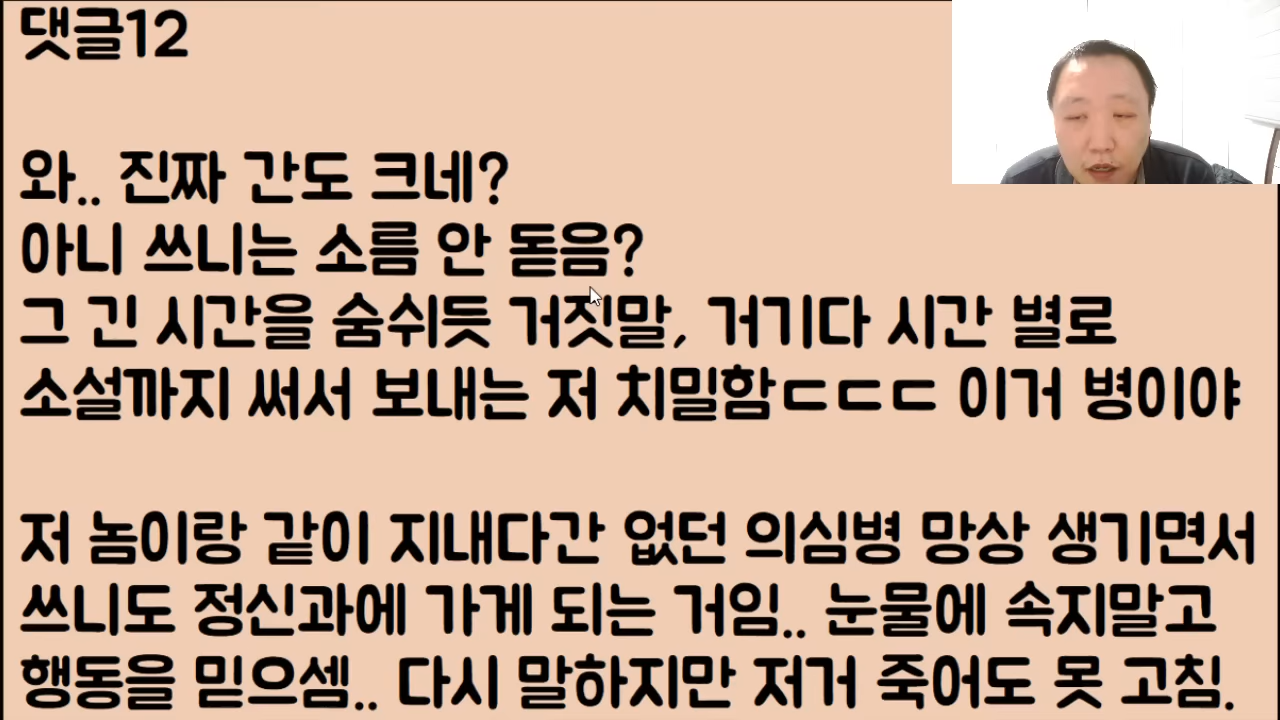 댓글12
와.. 진짜 간도 크네?
아니 쓰니는 소름 안 돋음?
그 긴 시간을 숨쉬듯 거짓말, 거기다 시간 별로
소설까지 써서 보내는 저 치밀함ㄷㄷㄷ 이거 병이야
저 놈이랑 같이 지내다간 없던 의심병 망상 생기면서
쓰니도 정신과에 가게 되는 거임.. 눈물에 속지말고
행동을 믿으셈.. 다시 말하지만 저거 죽어도 못 고침.